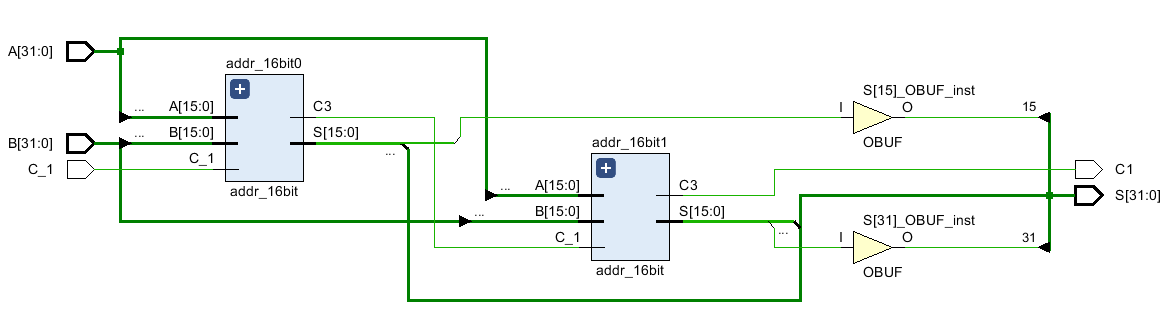 A[31:0]
addr_16bit0
S[15]_OBUF_inst
... A[15:0]
C3
I
O
15
... B[15:0]
S[15:0]
OBUF
B[31:0]
C_1
...
addr_16bit1
C_1
addr_16bit
... A[15:0]
C3
C1
S[31:0]
... B[15:0]
S[15:0]
S[31]_OBUF_inst
C_1
...
I
O
31
addr_16bit
OBUF